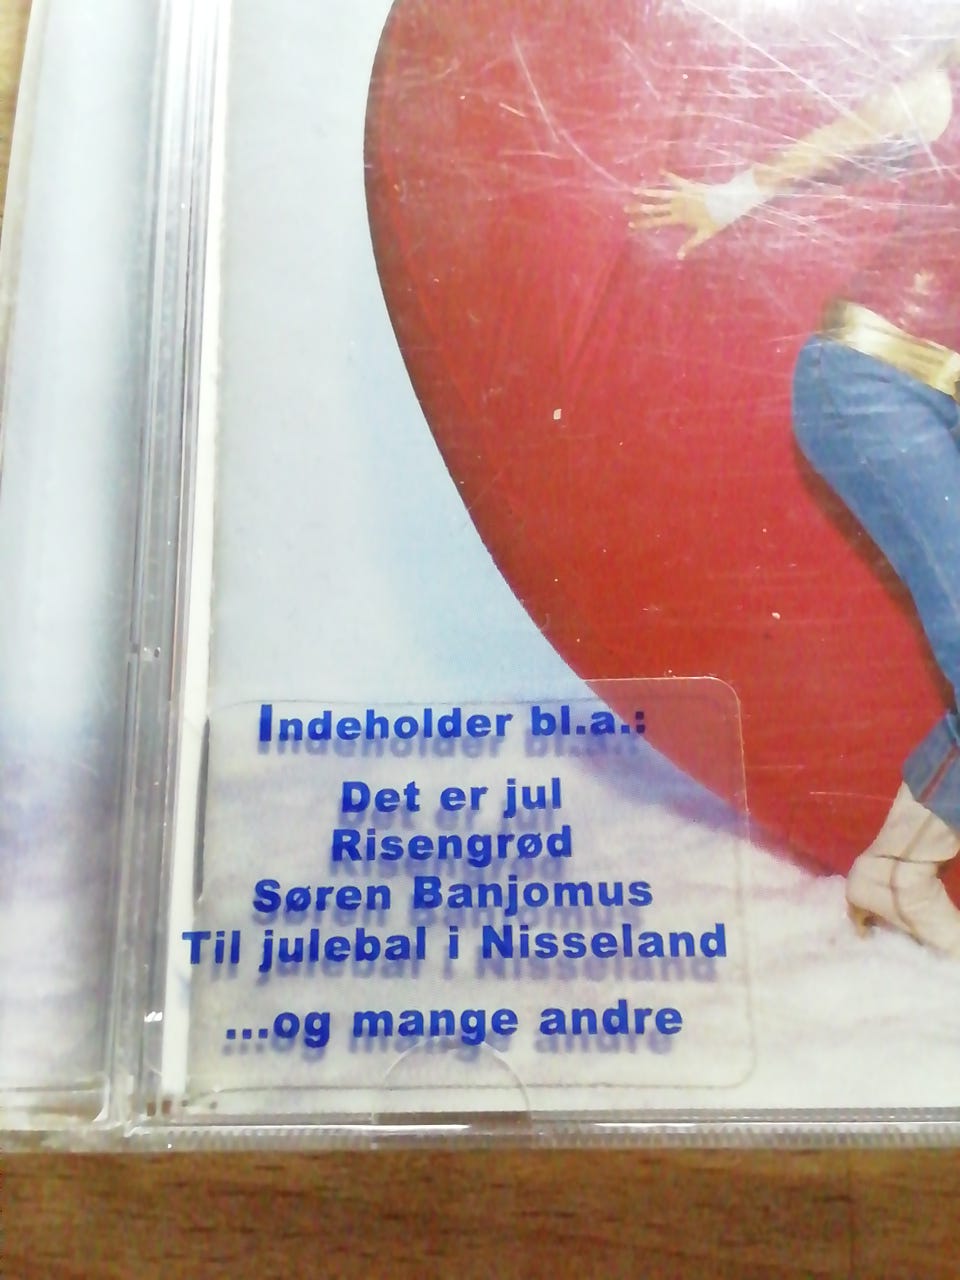 Indeholder bl.a.:
Det er jul
Risengrød
Søren Banjomus
Til julebal i Nisseland
...og mange andre